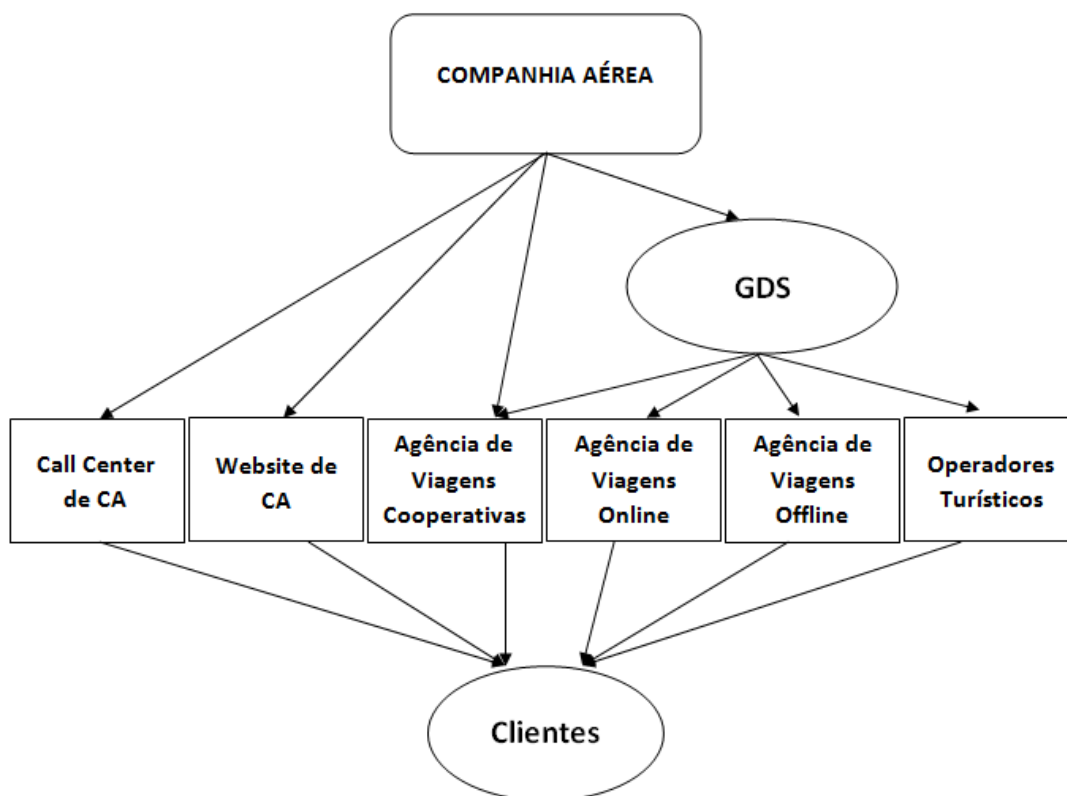 COMPANHIA AÉREA
GDS
Call Center
de CA
Website de
CA
Agência de
Viagens
Cooperativas
Agência de
Viagens
Online
Agência de
Viagens
Offline
Operadores
Turísticos
Clientes